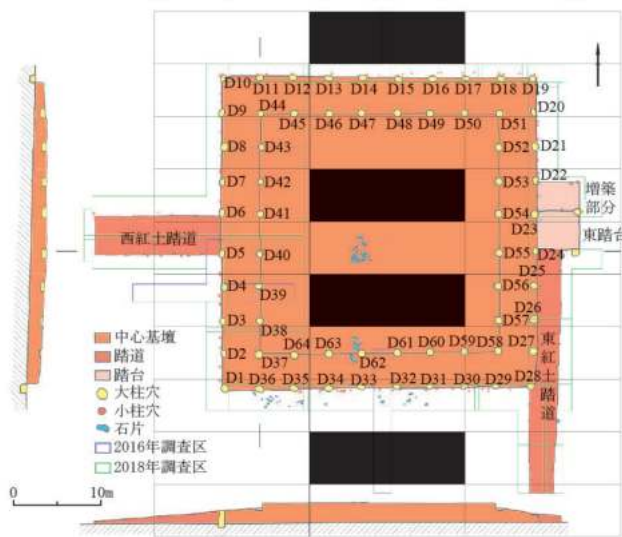 D10
D11
D12
D13
D14
D15
D16
D17
D18
D19
D9
D44
D45
D46
D47
D48
D49
D50
D51
D20
D8
D43
D52
D21
D7
D42
D53
D22
増築
部分
D6
D41
D54
D23
東踏台
西紅土踏道
D5
D40
D55
D24
D25
D4
D39
D56
D3
D38
D26
D57
D2
D37
D64
D63
D62
D61
D60
D59
D58
D27
東紅土踏道
D1
D36
D35
D34
D33
D32
D31
D30
D29
D28
中心基壇
踏道
踏台
大柱穴
小柱穴
石片
2016年調査区
2018年調査区
0 10m